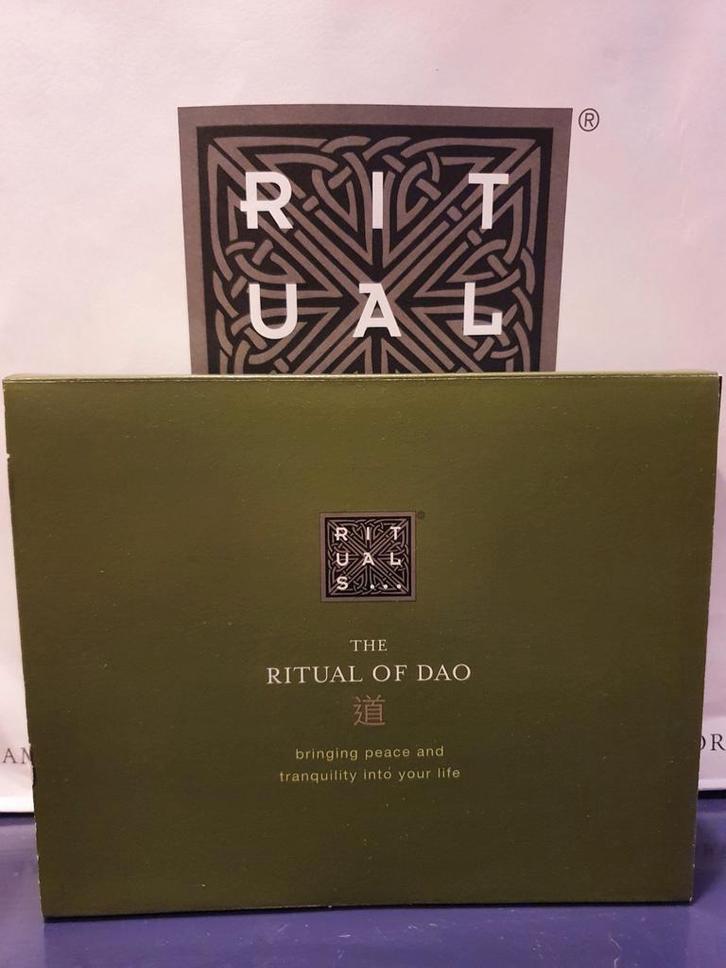 ®
RIT
UAL
RIT
UAL
S...
THE
RITUAL OF DAO
道
bringing peace and
tranquility into your life